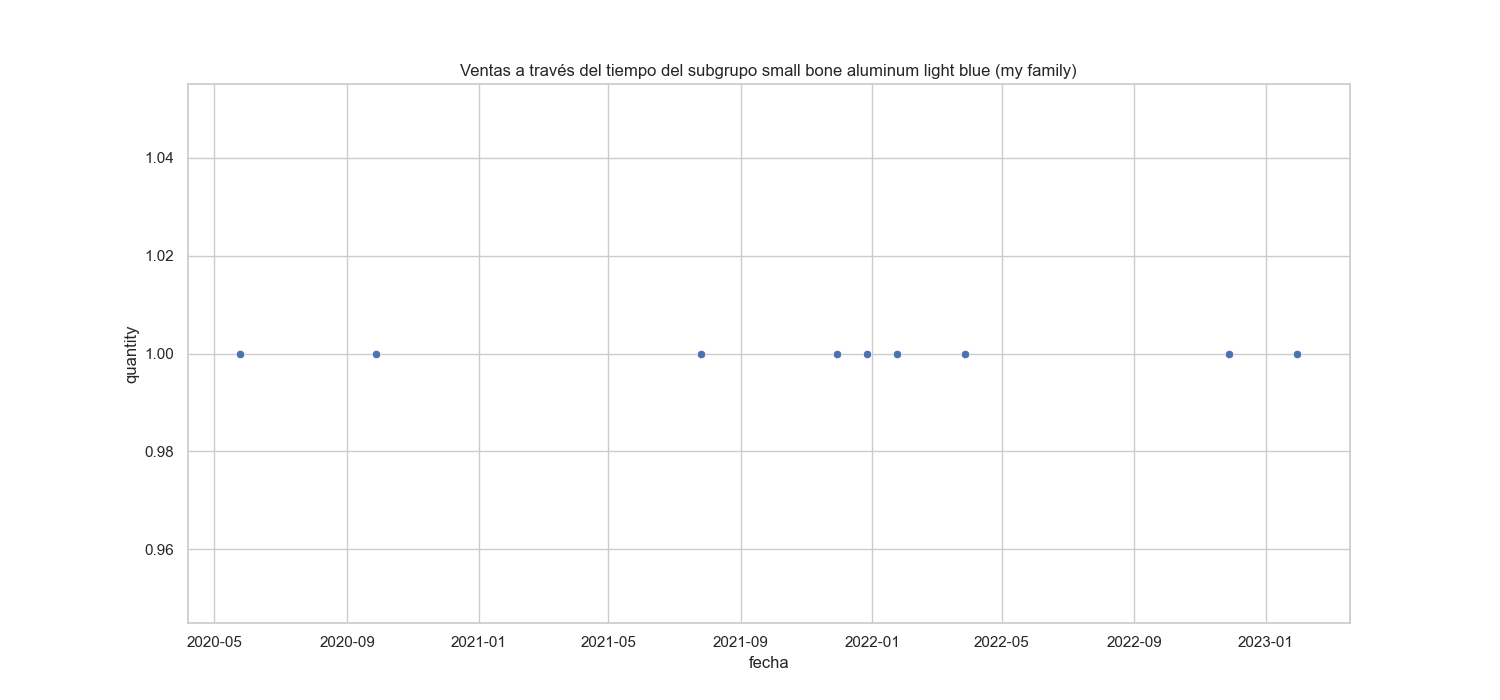 Ventas a través del tiempo del subgrupo small bone aluminum light blue (my family)
1.04
1.02
1.00
0.98
0.96
quantity
2020-05 2020-09 2021-01 2021-05 2021-09 2022-01 2022-05 2022-09 2023-01
fecha